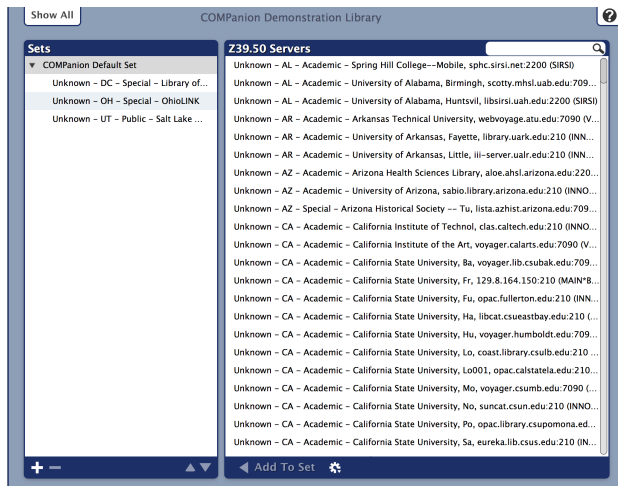 Show All
COMPanion Demonstration Library
?
Sets
COMPanion Default Set
Unknown – DC – Special – Library of...
Unknown – OH – Special – OhioLINK
Unknown – UT – Public – Salt Lake ...
Z39.50 Servers
Unknown – AL – Academic – Spring Hill College--Mobile, sphc.sirsi.net:2200 (SIRSI)
Unknown – AL – Academic – University of Alabama, Birmingh, scotty.mhsl.uab.edu:709...
Unknown – AL – Academic – University of Alabama, Huntsvil, libsirsi.uah.edu:2200 (SIRSI)
Unknown – AR – Academic – Arkansas Technical University, webvoyage.atu.edu:7090 (V...
Unknown – AR – Academic – University of Arkansas, Fayette, library.uark.edu:210 (INN...
Unknown – AR – Academic – University of Arkansas, Little, iii-server.ualr.edu:210 (INN...
Unknown – AZ – Academic – Arizona Health Sciences Library, aloe.ahsl.arizona.edu:220...
Unknown – AZ – Academic – University of Arizona, sabio.library.arizona.edu:210 (INNO...
Unknown – AZ – Special – Arizona Historical Society -- Tu, lista.azhist.arizona.edu:709...
Unknown – CA – Academic – California Institute of Technol, clas.caltech.edu:210 (INNO...
Unknown – CA – Academic – California Institute of the Art, voyager.calarts.edu:7090 (V...
Unknown – CA – Academic – California State University, Ba, voyager.lib.csubak.edu:709...
Unknown – CA – Academic – California State University, Fr, 129.8.164.150:210 (MAIN*B...
Unknown – CA – Academic – California State University, Fu, opac.fullerton.edu:210 (INN...
Unknown – CA – Academic – California State University, Ha, libcat.csueastbay.edu:210 (...
Unknown – CA – Academic – California State University, Hu, voyager.humboldt.edu:709...
Unknown – CA – Academic – California State University, Lo, coast.library.csulb.edu:210 ...
Unknown – CA – Academic – California State University, Lo001, opac.calstatela.edu:210...
Unknown – CA – Academic – California State University, Mo, voyager.csumb.edu:7090 (...
Unknown – CA – Academic – California State University, No, suncat.csun.edu:210 (INNO...
Unknown – CA – Academic – California State University, Po, opac.library.csupomona.ed...
Unknown – CA – Academic – California State University, Sa, eureka.lib.csus.edu:210 (IN...
Add To Set